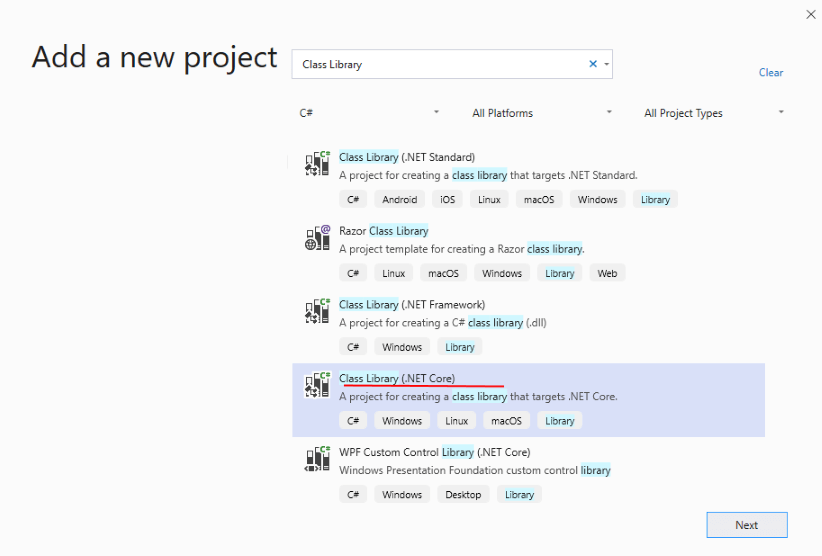 Add a new project
Class Library
Clear
C# All Platforms All Project Types
Class Library (.NET Standard)
A project for creating a class library that targets .NET Standard.
C# Android iOS Linux macOS Windows Library
Razor Class Library
A project template for creating a Razor class library.
C# Linux macOS Windows Library Web
Class Library (.NET Framework)
A project for creating a C# class library (.dll)
C# Windows Library
Class Library (.NET Core)
A project for creating a class library that targets .NET Core.
C# Windows Linux macOS Library
WPF Custom Control Library (.NET Core)
Windows Presentation Foundation custom control library
C# Windows Desktop Library
Next